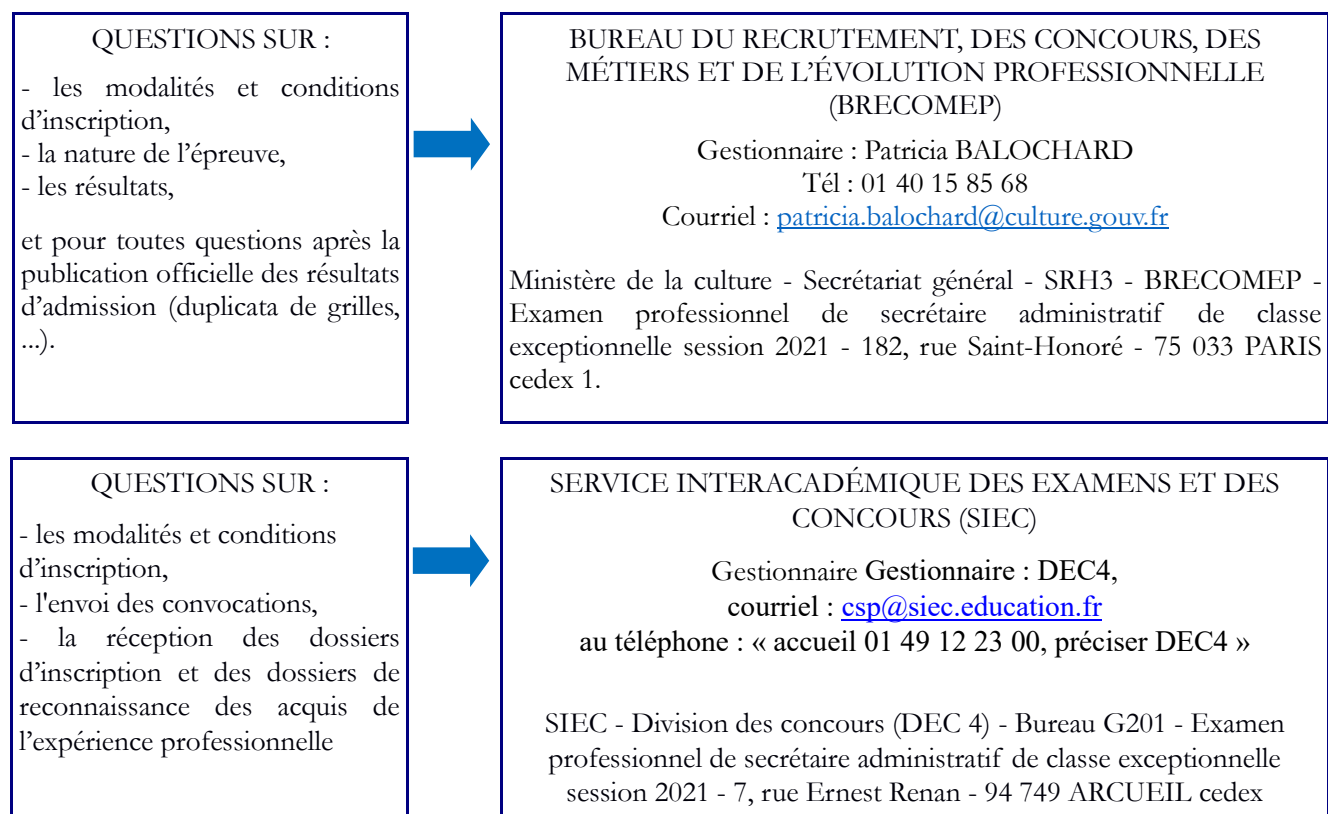 QUESTIONS SUR :
- les modalités et conditions
d’inscription,
- la nature de l’épreuve,
- les résultats,
et pour toutes questions après la
publication officielle des résultats
d’admission (duplicata de grilles,
...).
BUREAU DU RECRUTEMENT, DES CONCOURS, DES
MÉTIERS ET DE L’ÉVOLUTION PROFESSIONNELLE
(BRECOMEP)
Gestionnaire : Patricia BALOCHARD
Tél : 01 40 15 85 68
Courriel : patricia.balochard@culture.gouv.fr
Ministère de la culture - Secrétariat général - SRH3 - BRECOMEP -
Examen professionnel de secrétaire administratif de classe
exceptionnelle session 2021 - 182, rue Saint-Honoré - 75 033 PARIS
cedex 1.
QUESTIONS SUR :
- les modalités et conditions
d’inscription,
- l'envoi des convocations,
- la réception des dossiers
d’inscription et des dossiers de
reconnaissance des acquis de
l’expérience professionnelle
SERVICE INTERACADÉMIQUE DES EXAMENS ET DES
CONCOURS (SIEC)
Gestionnaire Gestionnaire : DEC4,
courriel : csp@siec.education.fr
au téléphone : « accueil 01 49 12 23 00, préciser DEC4 »
SIEC - Division des concours (DEC 4) - Bureau G201 - Examen
professionnel de secrétaire administratif de classe exceptionnelle
session 2021 - 7, rue Ernest Renan - 94 749 ARCUEIL cedex